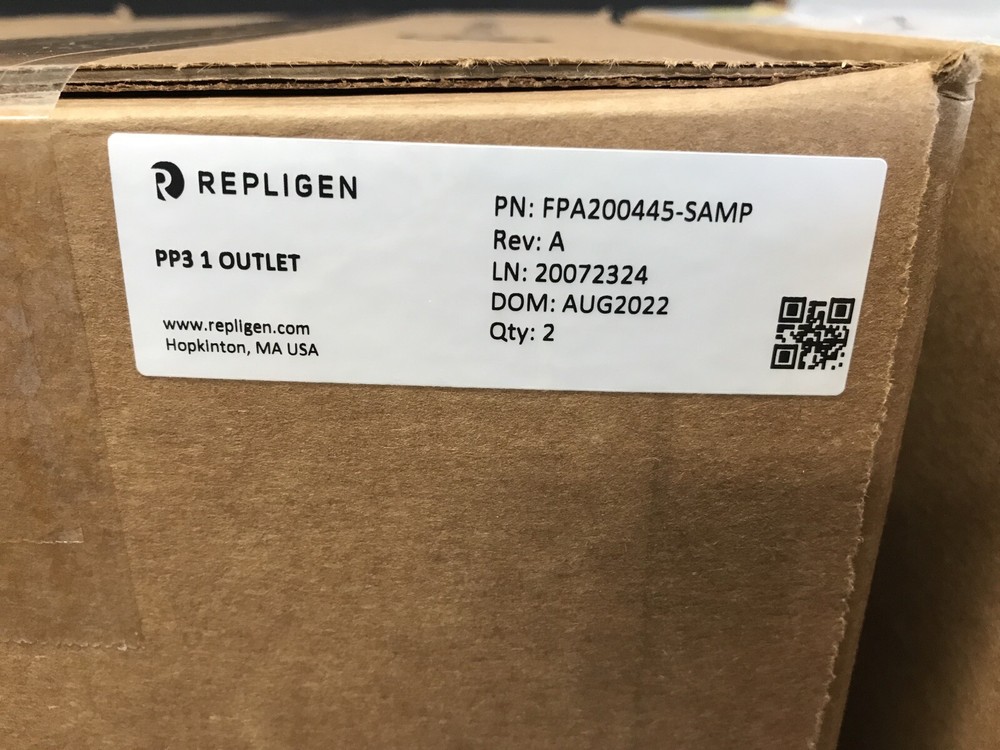 REPLIGEN
PP3 1 OUTLET
www.repligen.com
Hopkinton, MA USA
PN: FPA200445-SAMP
Rev: A
LN: 20072324
DOM: AUG2022
Qty: 2